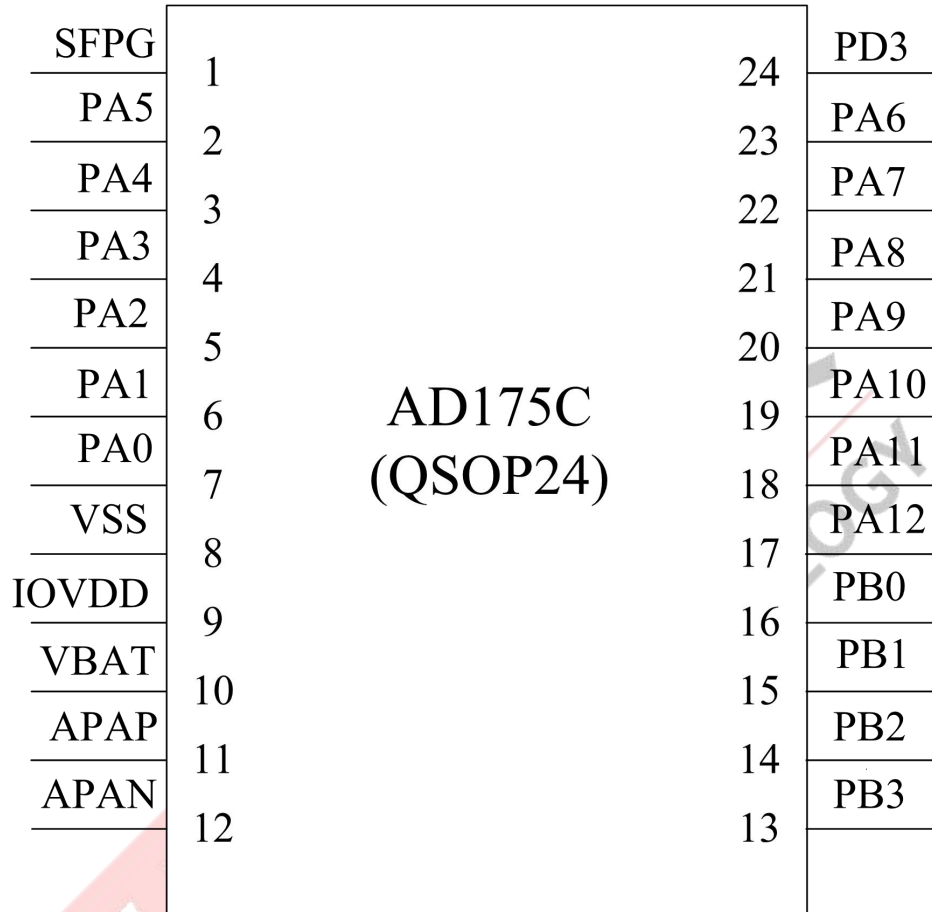 SFPG 1 24 PD3
PA5 2 23 PA6
PA4 3 22 PA7
PA3 4 21 PA8
PA2 5 20 PA9
PA1 6 19 PA10
PA0 7 18 PA11
VSS 8 17 PA12
IOVDD 9 16 PB0
VBAT 10 15 PB1
APAP 11 14 PB2
APAN 12 13 PB3
AD175C
(QSOP24)
OGY